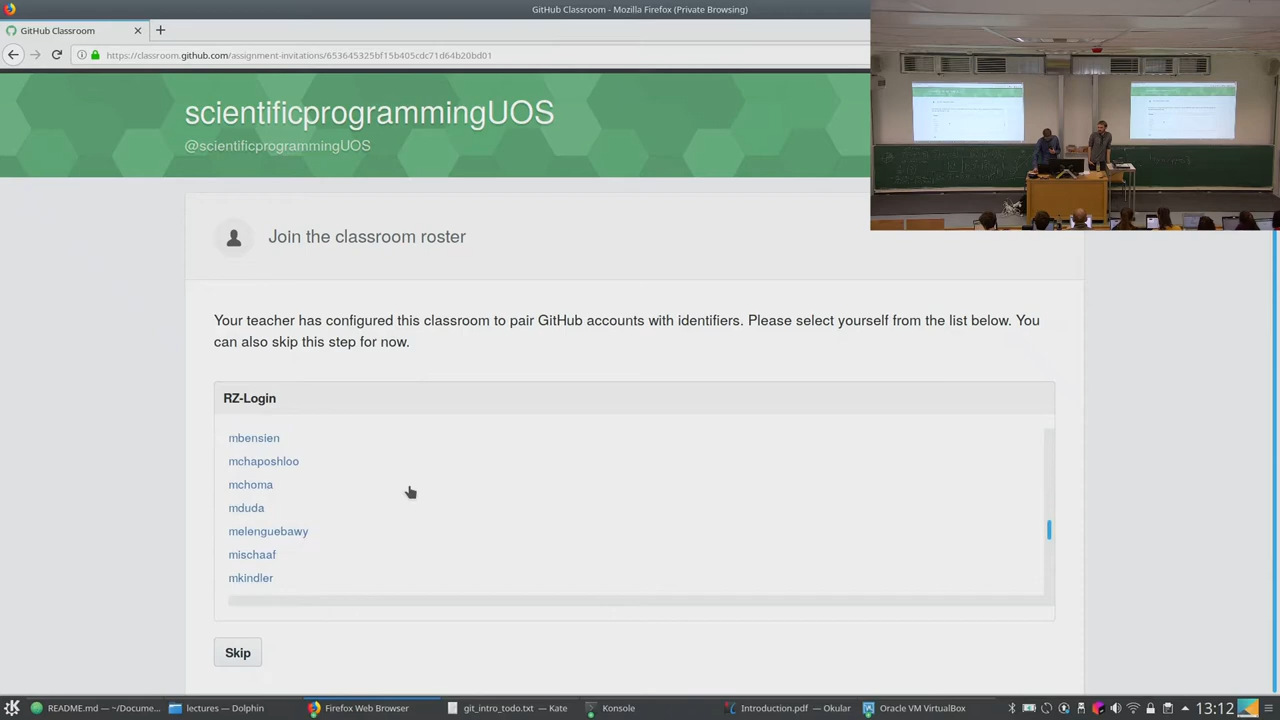 GitHub Classroom - Mozilla Firefox (Private Browsing)
GitHub Classroom
https://classroom.github.com/assignment-invitations/653645325bf15b405cdc71d64b20bd01
scientificprogrammingUOS
@scientificprogrammingUOS
Join the classroom roster
Your teacher has configured this classroom to pair GitHub accounts with identifiers. Please select yourself from the list below. You
can also skip this step for now.
RZ-Login
mbensien
mchaposhloo
mchoma
mduda
melenguebawy
mischaaf
mkindler
Skip
README.md — ~/Docume...
lectures — Dolphin
Firefox Web Browser
git_intro_todo.txt — Kate
Konsole
Introduction.pdf — Okular
Oracle VM VirtualBox
13:12